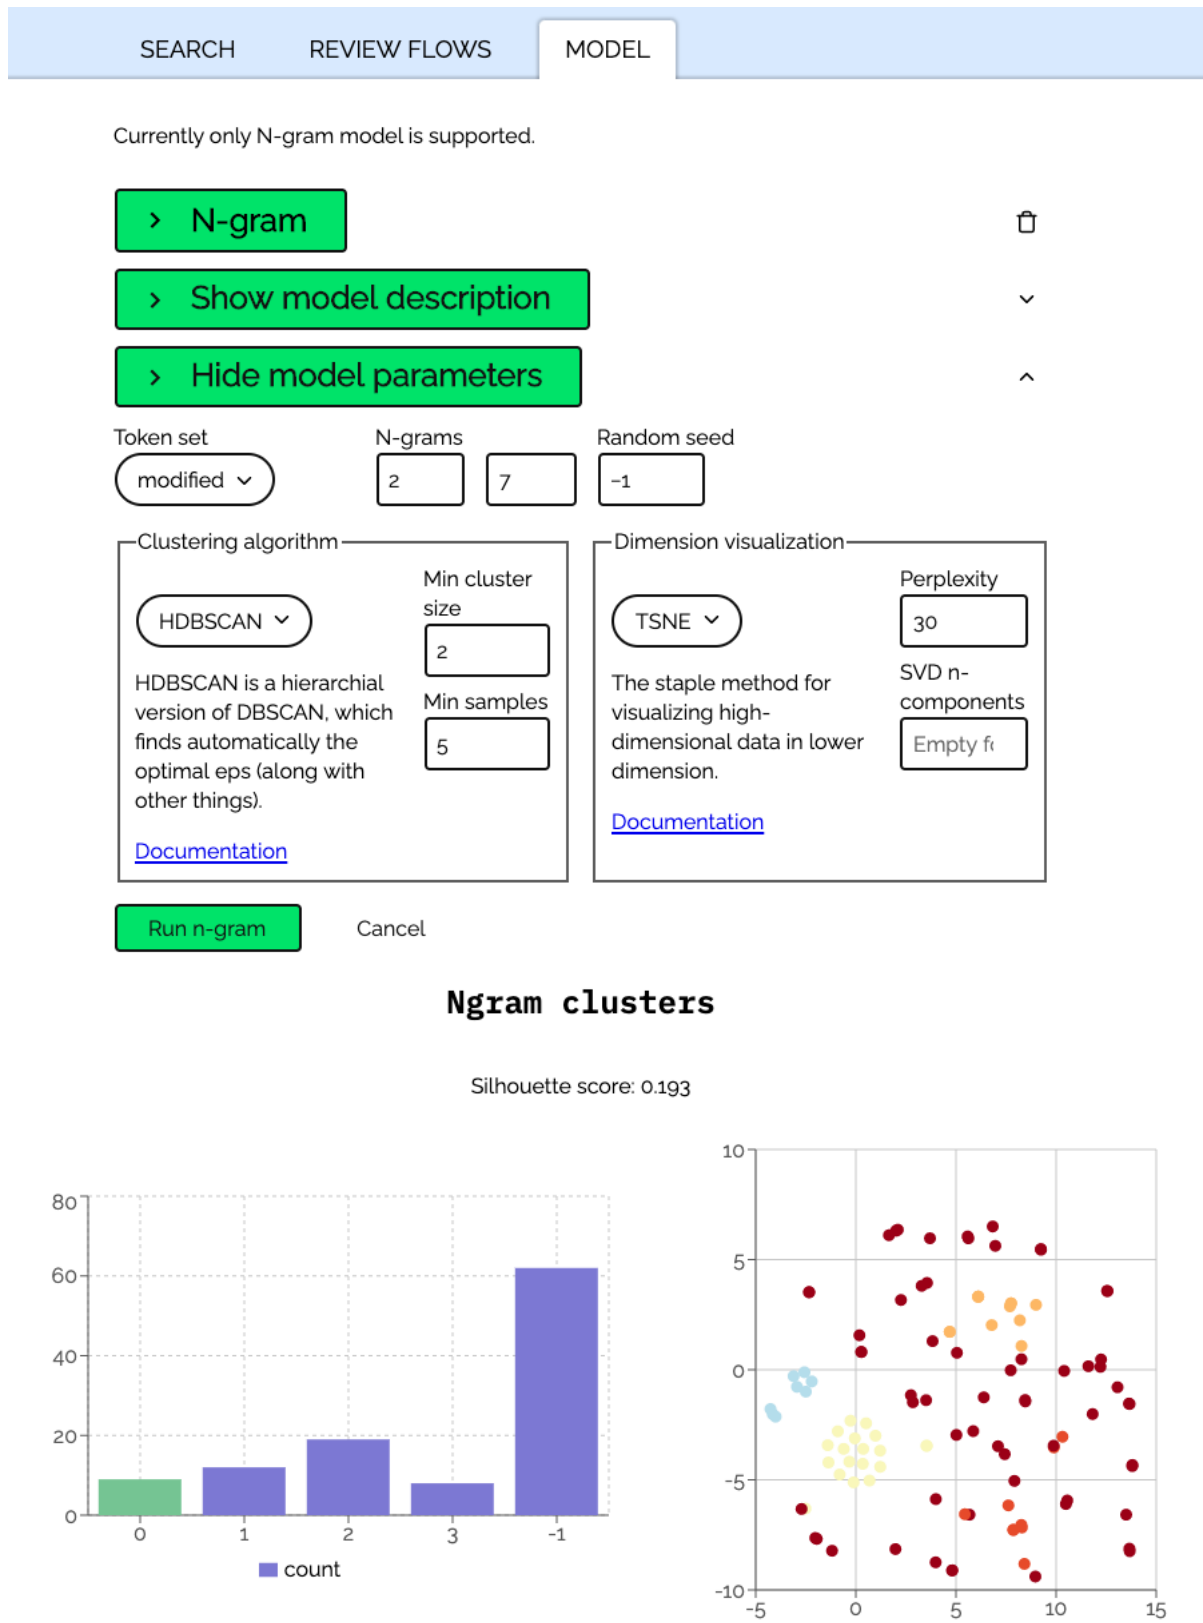 SEARCH REVIEW FLOWS MODEL
Currently only N-gram model is supported.
N-gram
Show model description
Hide model parameters
Token set N-grams Random seed
modified 2 7 -1
Clustering algorithm
HDBSCAN
HDBSCAN is a hierarchial
version of DBSCAN, which
finds automatically the
optimal eps (along with
other things).
Documentation
Min cluster
size
2
Min samples
5
Dimension visualization
TSNE
The staple method for
visualizing high-
dimensional data in lower
dimension.
Documentation
Perplexity
30
SVD n-
components
Empty fo
Run n-gram Cancel
Ngram clusters
Silhouette score: 0.193
80
60
40
20
0
0 1 2 3 -1
count
10
5
0
-5
-10
-5 0 5 10 15